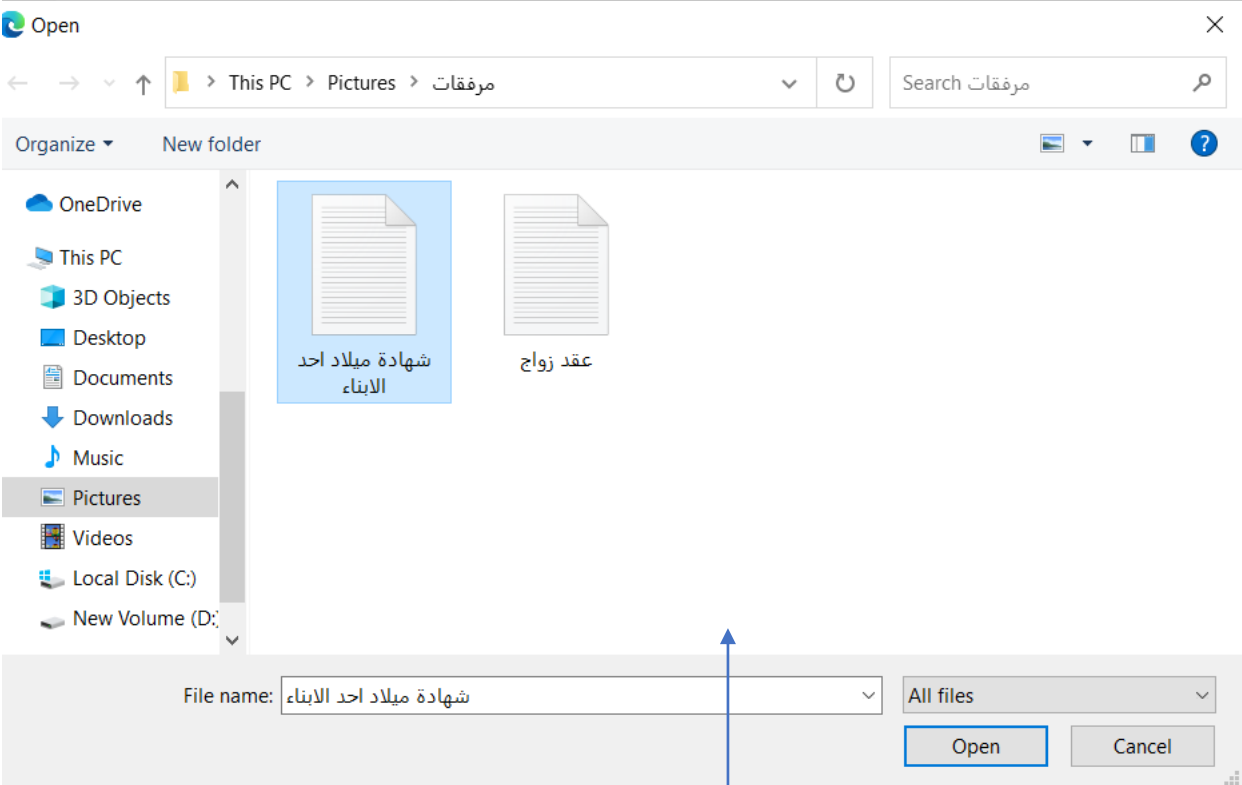 Open
This PC > Pictures > مرفقات
Search مرفقات
Organize
New folder
?
OneDrive
This PC
3D Objects
Desktop
Documents
Downloads
Music
Pictures
Videos
Local Disk (C:)
New Volume (D:)
شهادة ميلاد احد
الابناء
عقد زواج
File name: شهادة ميلاد احد الابناء
All files
Open
Cancel